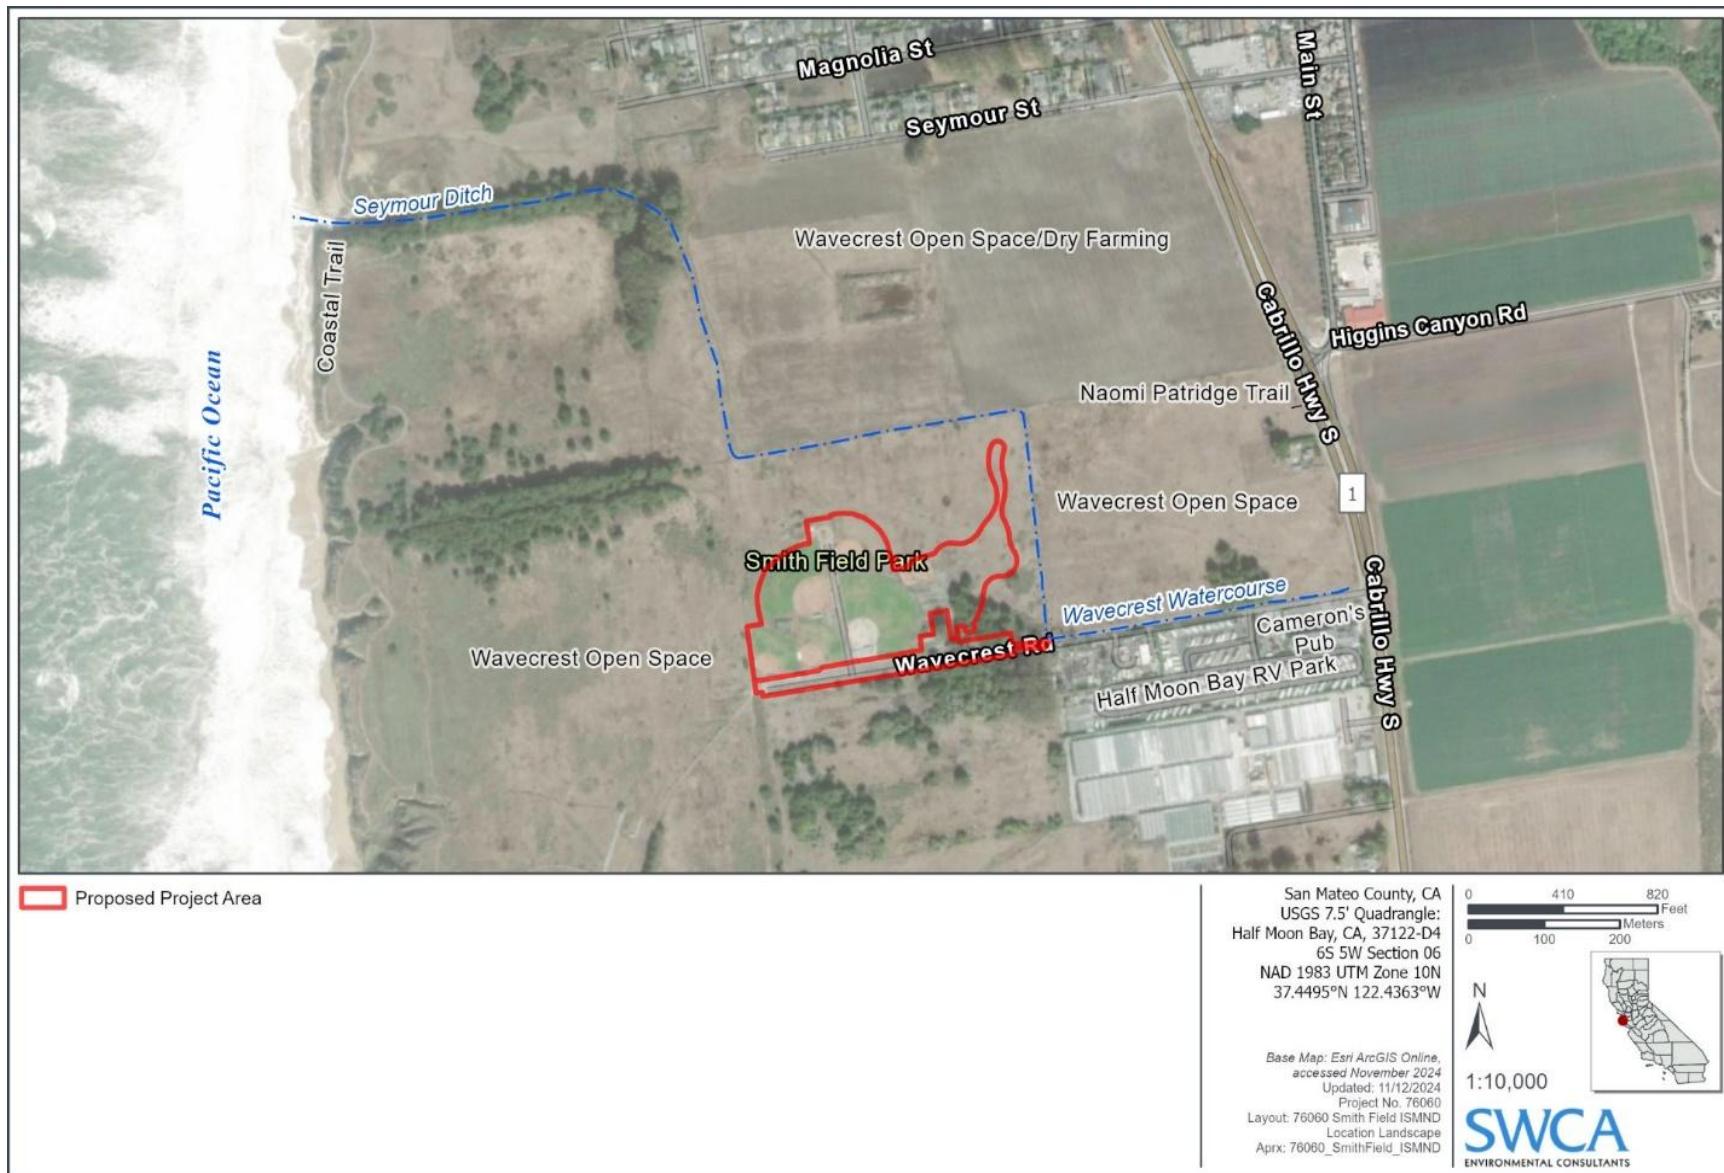 Magnolia St
Main St
Seymour St
Seymour Ditch
Wavecrest Open Space/Dry Farming
Coastal Trail
Cabrillo Hwy S
Higgins Canyon Rd
Pacific Ocean
Naomi Patridge Trail
1
Wavecrest Open Space
Smith Field Park
Wavecrest Watercourse
Cabrillo Hwy S
Cameron's
Pub
Wavecrest Open Space
Wavecrest Rd
Half Moon Bay RV Park
Proposed Project Area
San Mateo County, CA
USGS 7.5' Quadrangle:
Half Moon Bay, CA, 37122-D4
6S 5W Section 06
NAD 1983 UTM Zone 10N
37.4495°N 122.4363°W
Base Map: Esri ArcGIS Online,
accessed November 2024
Updated: 11/12/2024
Project No. 76060
Layout: 76060 Smith Field ISMND
Location Landscape
Aprx: 76060_SmithField_ISMND
0 410 820
Feet
Meters
0 100 200
N
1:10,000
SWCA
ENVIRONMENTAL CONSULTANTS